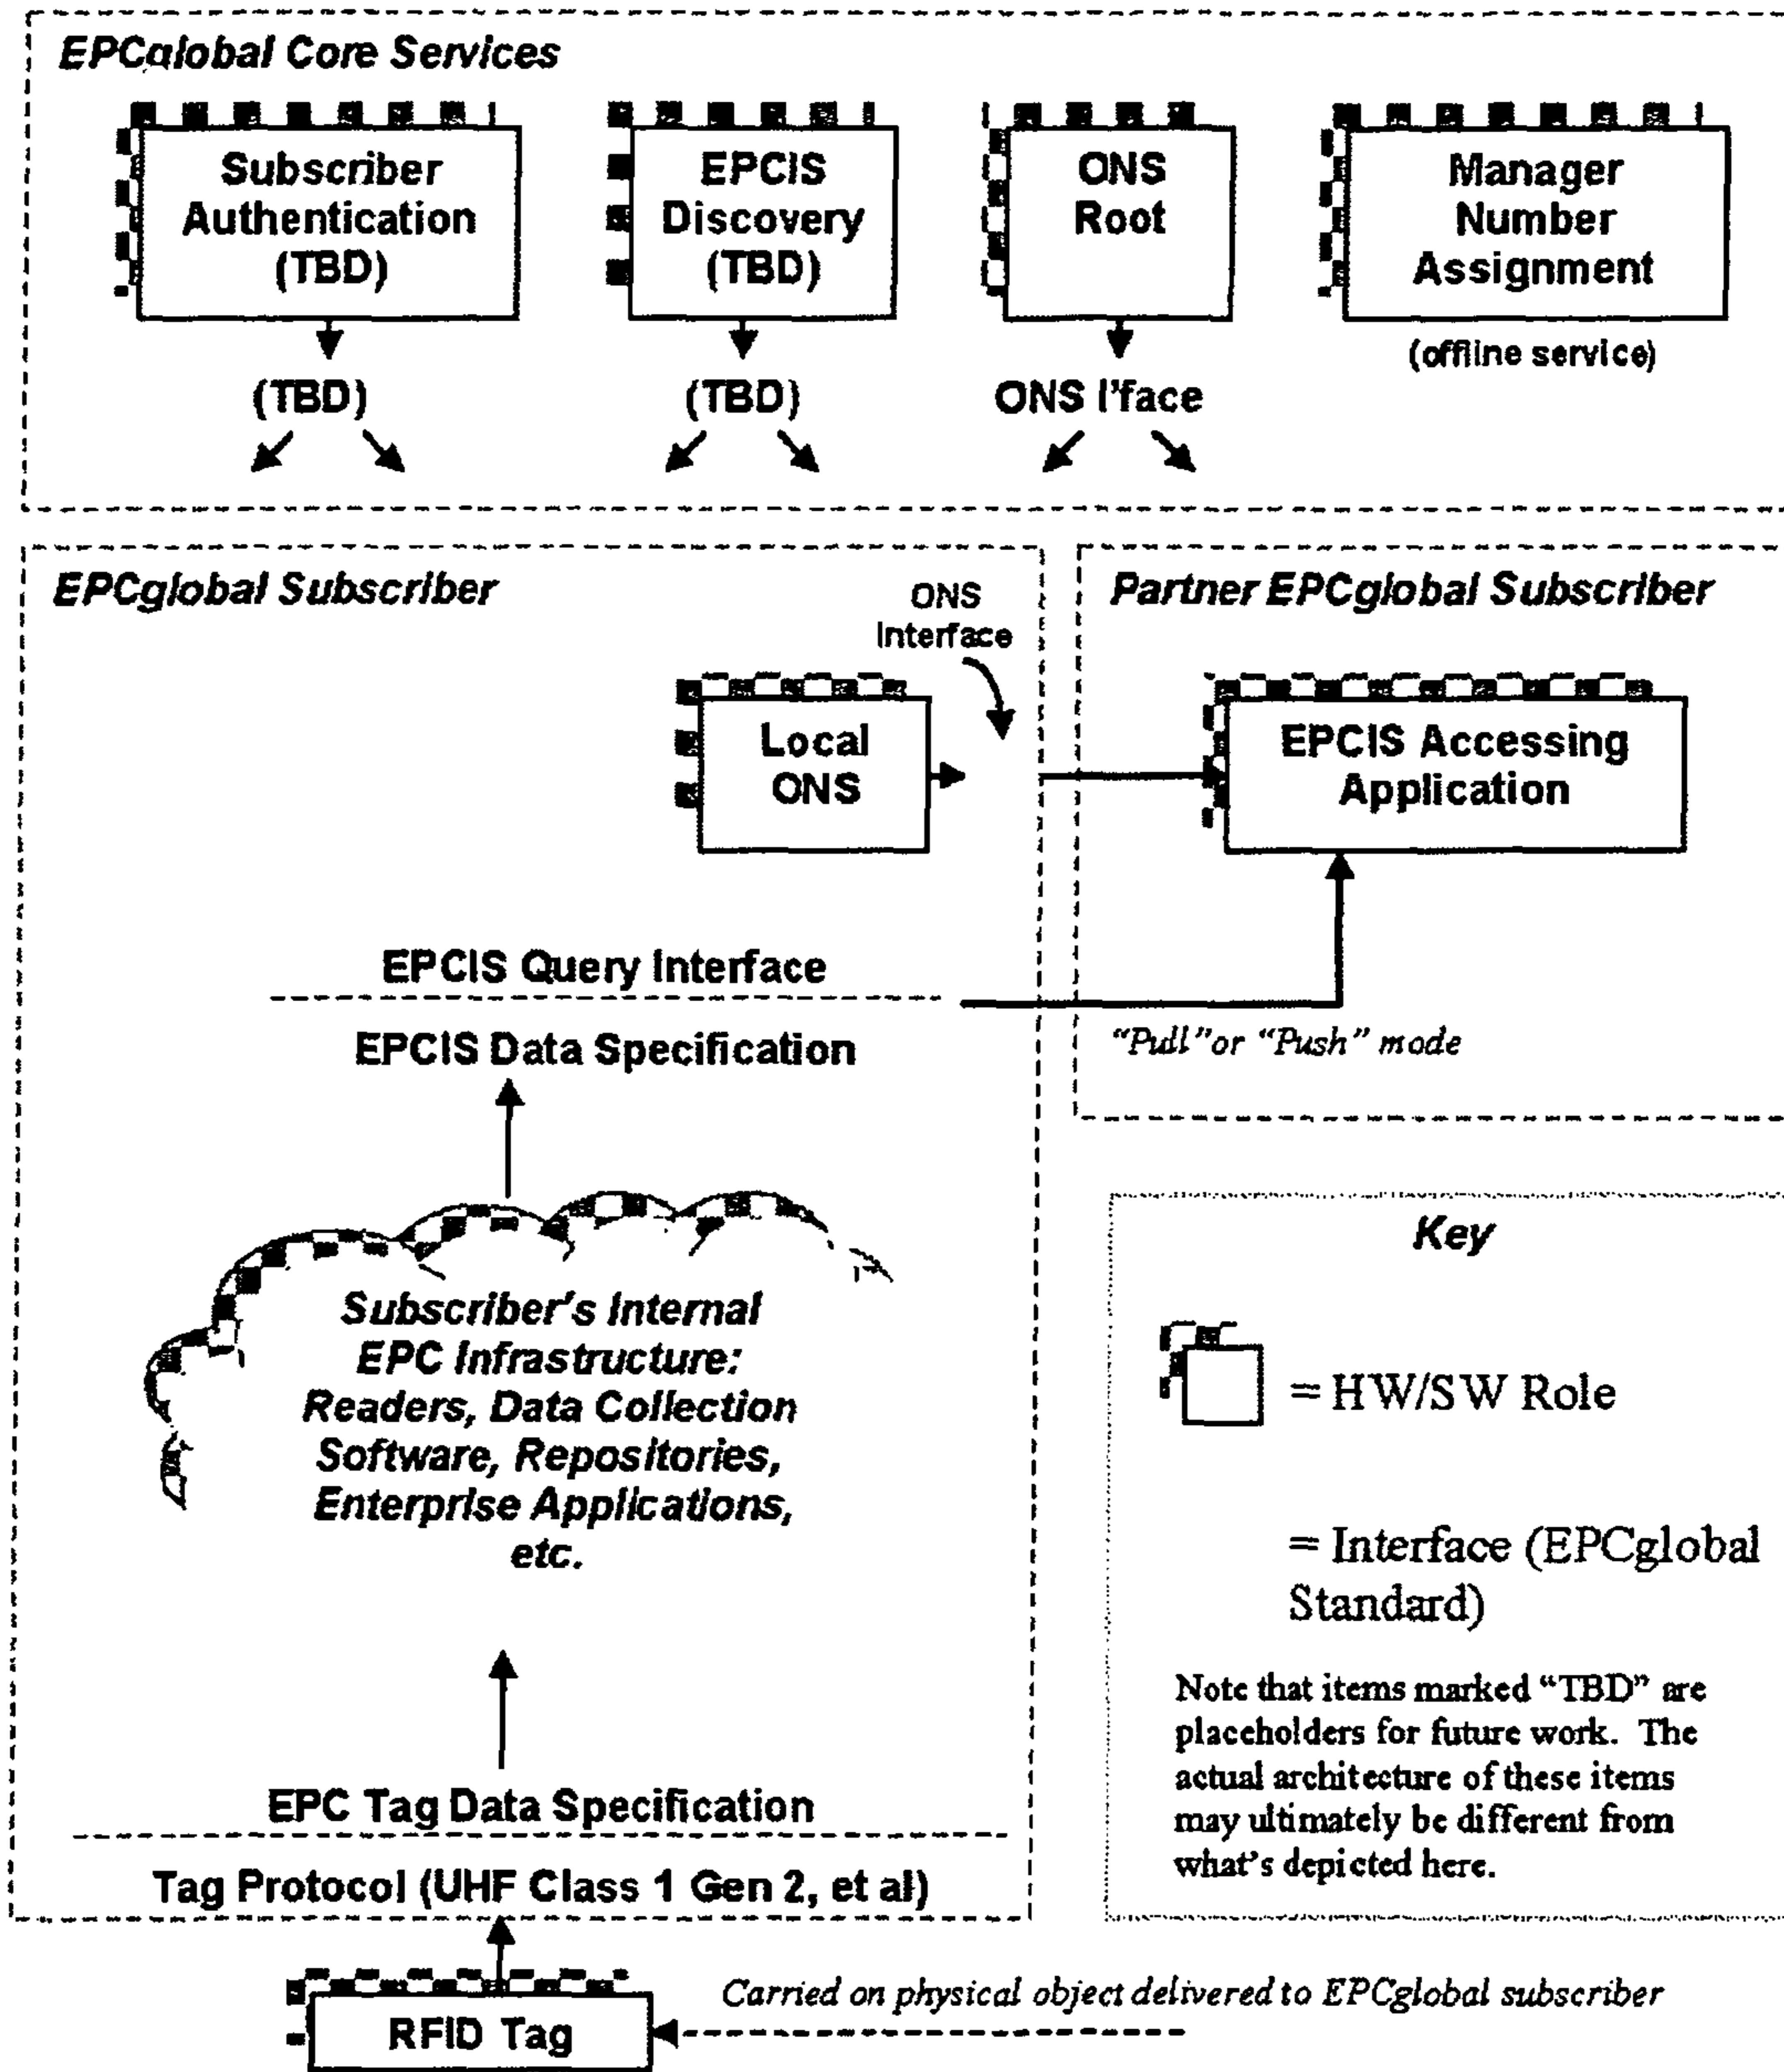 EPCglobal Core Services
Subscriber
Authentication
(TBD)
EPCIS
Discovery
(TBD)
ONS
Root
Manager
Number
Assignment
(offline service)
(TBD)
(TBD)
ONS I'face
EPCglobal Subscriber
ONS
Interface
Local
ONS
Partner EPCglobal Subscriber
EPCIS Accessing
Application
EPCIS Query Interface
EPCIS Data Specification
“Pull” or “Push” mode
Subscriber's Internal
EPC Infrastructure:
Readers, Data Collection
Software, Repositories,
Enterprise Applications,
etc.
EPC Tag Data Specification
Tag Protocol (UHF Class 1 Gen 2, et al)
RFID Tag
Carried on physical object delivered to EPCglobal subscriber
Key
= HW/SW Role
= Interface (EPCglobal
Standard)
Note that items marked “TBD” are
placeholders for future work. The
actual architecture of these items
may ultimately be different from
what's depicted here.